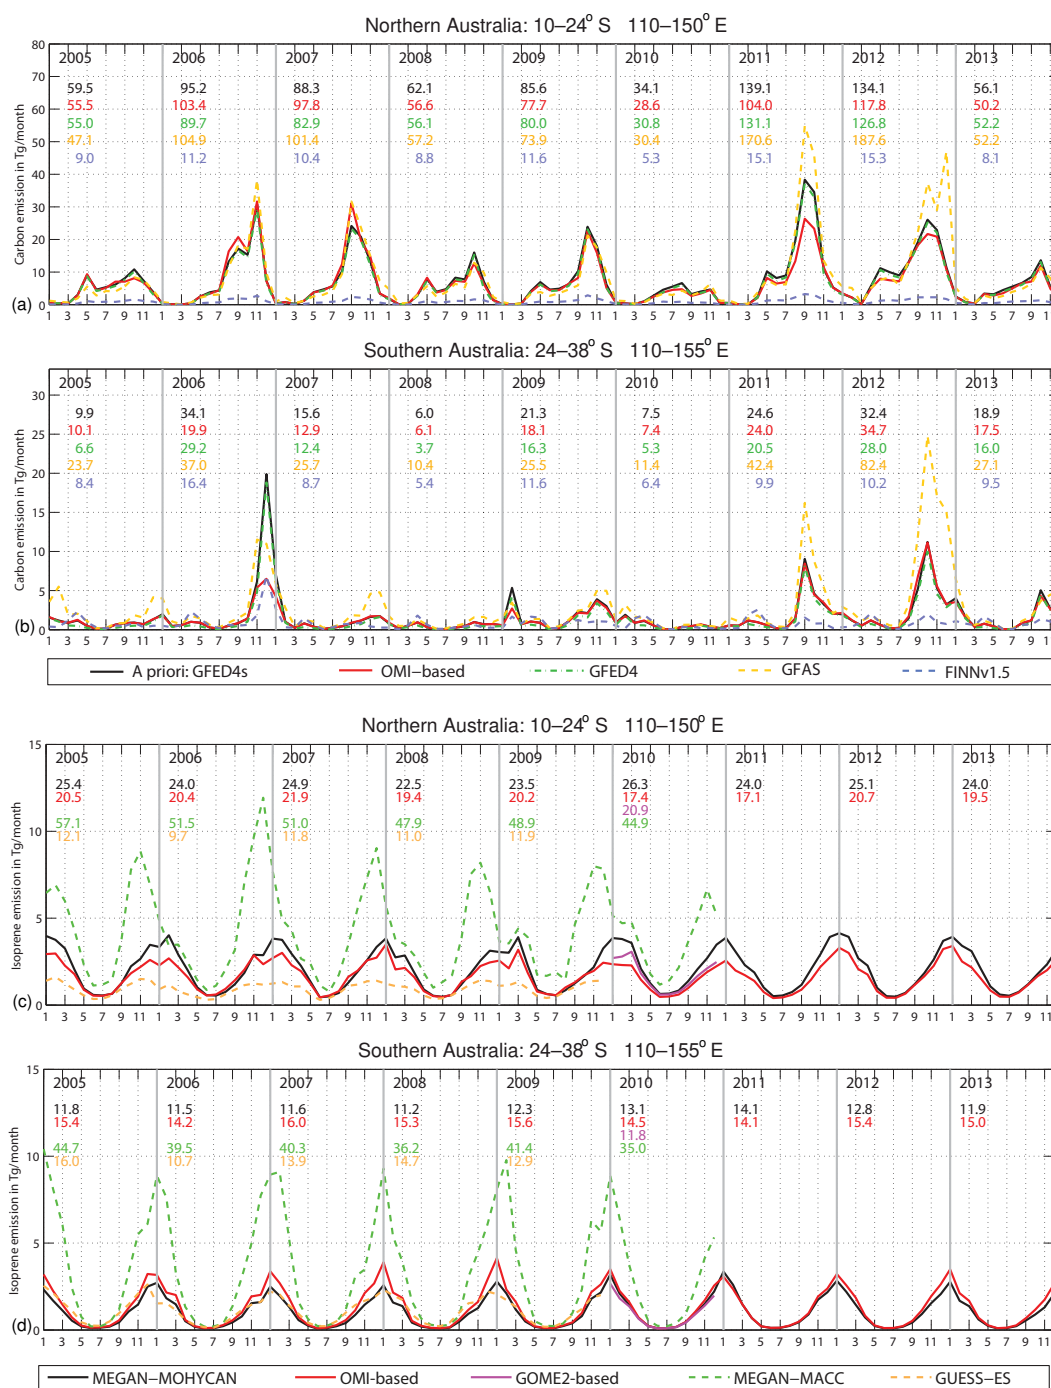 Northern Australia: 10–24° S 110–150° E
Carbon emission in Tg/month
80
70
60
50
40
30
20
10
0
2005 2006 2007 2008 2009 2010 2011 2012 2013
59.5 95.2 88.3 62.1 85.6 34.1 139.1 134.1 56.1
55.5 103.4 97.8 56.6 77.7 28.6 104.0 117.8 50.2
55.0 89.7 82.9 56.1 80.0 30.8 131.1 126.8 52.2
47.1 104.9 101.4 57.2 73.9 30.4 170.6 187.6 52.2
9.0 11.2 10.4 8.8 11.6 5.3 15.1 15.3 8.1
(a)
1 3 5 7 9 11 1 3 5 7 9 11 1 3 5 7 9 11 1 3 5 7 9 11 1 3 5 7 9 11 1 3 5 7 9 11 1 3 5 7 9 11 1 3 5 7 9 11 1 3 5 7 9 1
Southern Australia: 24–38° S 110–155° E
Carbon emission in Tg/month
30
25
20
15
10
5
0
2005 2006 2007 2008 2009 2010 2011 2012 2013
9.9 34.1 15.6 6.0 21.3 7.5 24.6 32.4 18.9
10.1 19.9 12.9 6.1 18.1 7.4 24.0 34.7 17.5
6.6 29.2 12.4 3.7 16.3 5.3 20.5 28.0 16.0
23.7 37.0 25.7 10.4 25.5 11.4 42.4 82.4 27.1
8.4 16.4 8.7 5.4 11.6 6.4 9.9 10.2 9.5
(b)
1 3 5 7 9 11 1 3 5 7 9 11 1 3 5 7 9 11 1 3 5 7 9 11 1 3 5 7 9 11 1 3 5 7 9 11 1 3 5 7 9 11 1 3 5 7 9 11 1 3 5 7 9 11
A priori: GFED4s OMI–based GFED4 GFAS FINNv1.5
Northern Australia: 10–24° S 110–150° E
Isoprene emission in Tg/month
15
10
5
0
2005 2006 2007 2008 2009 2010 2011 2012 2013
25.4 24.0 24.9 22.5 23.5 26.3 24.0 25.1 24.0
20.5 20.4 21.9 19.4 20.2 17.4 17.1 20.7 19.5
20.9
57.1 51.5 51.0 47.9 48.9 44.9
12.1 9.7 11.8 11.0 11.9
(c)
1 3 5 7 9 11 1 3 5 7 9 11 1 3 5 7 9 11 1 3 5 7 9 11 1 3 5 7 9 11 1 3 5 7 9 11 1 3 5 7 9 11 1 3 5 7 9 11 1 3 5 7 9 11
Southern Australia: 24–38° S 110–155° E
Isoprene emission in Tg/month
15
10
5
0
2005 2006 2007 2008 2009 2010 2011 2012 2013
11.8 11.5 11.6 11.2 12.3 13.1 14.1 12.8 11.9
15.4 14.2 16.0 15.3 15.6 14.5 14.1 15.4 15.0
11.8
44.7 39.5 40.3 36.2 41.4 35.0
16.0 10.7 13.9 14.7 12.9
(d)
1 3 5 7 9 11 1 3 5 7 9 11 1 3 5 7 9 11 1 3 5 7 9 11 1 3 5 7 9 11 1 3 5 7 9 11 1 3 5 7 9 11 1 3 5 7 9 11 1 3 5 7 9 11
MEGAN–MOHYCAN OMI-based GOME2-based MEGAN–MACC GUESS–ES